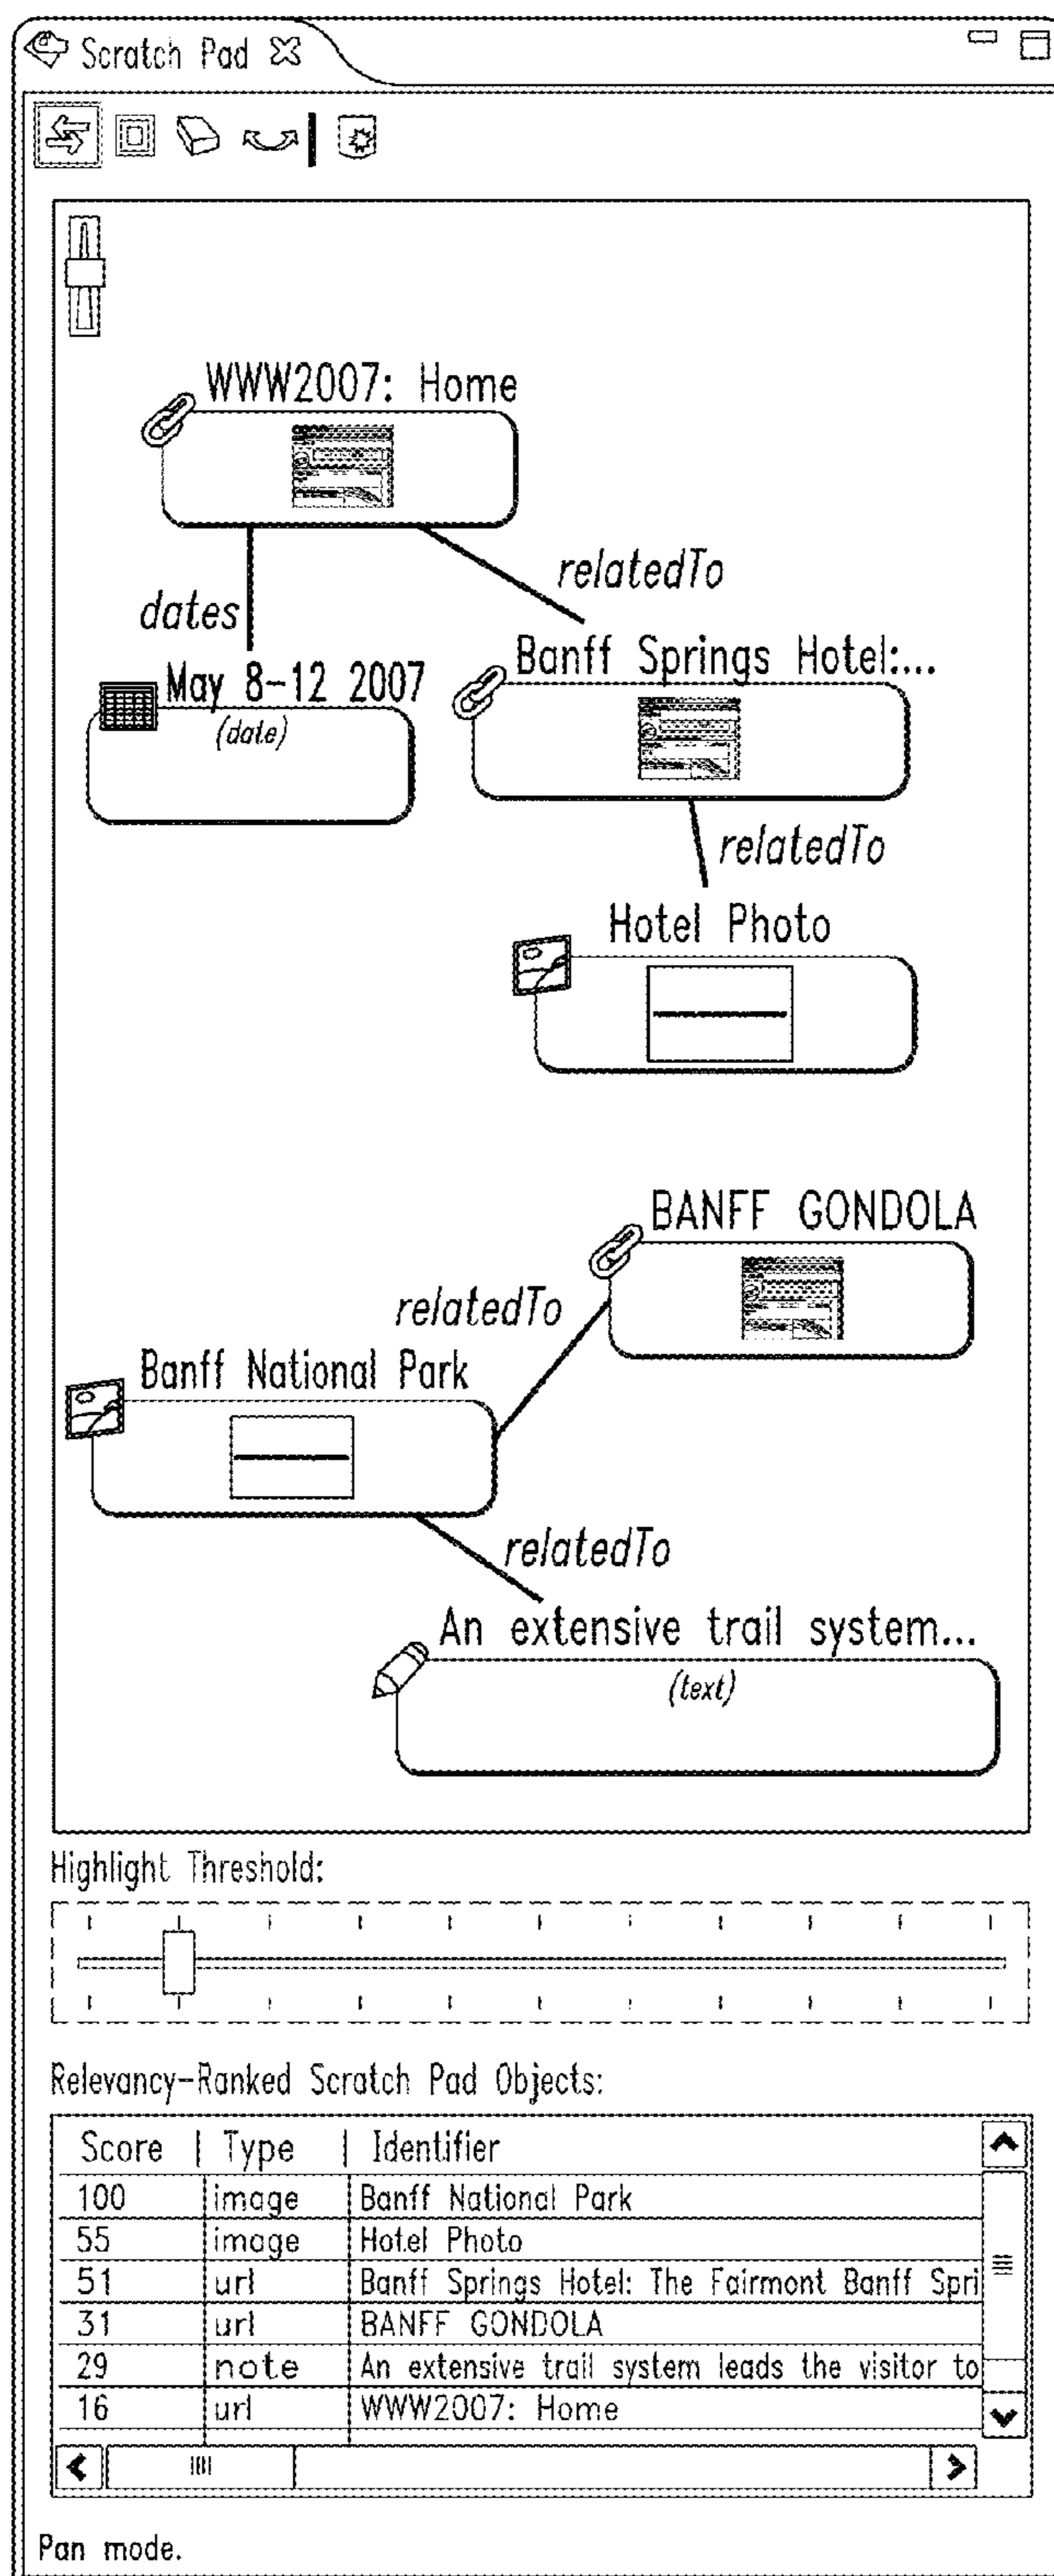 Scratch Pad
WWW2007: Home
dates
relatedTo
May 8-12 2007
(date)
Banff Springs Hotel:...
relatedTo
Hotel Photo
BANFF GONDOLA
relatedTo
Banff National Park
relatedTo
An extensive trail system...
(text)
Highlight Threshold:
Relevancy-Ranked Scratch Pad Objects:
Score | Type | Identifier
100 image Banff National Park
55 image Hotel Photo
51 url Banff Springs Hotel: The Fairmont Banff Spri
31 url BANFF GONDOLA
29 note An extensive trail system leads the visitor to
16 url WWW2007: Home
Pan mode.